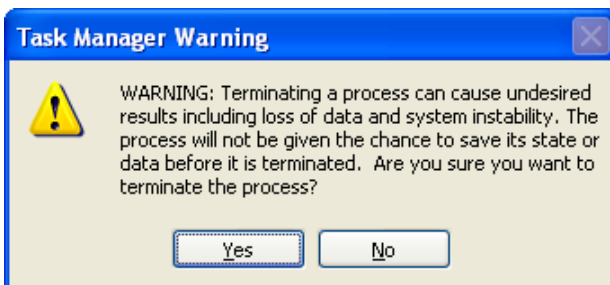 Task Manager Warning
WARNING: Terminating a process can cause undesired
results including loss of data and system instability. The
process will not be given the chance to save its state or
data before it is terminated.  Are you sure you want to
terminate the process?
Yes
No